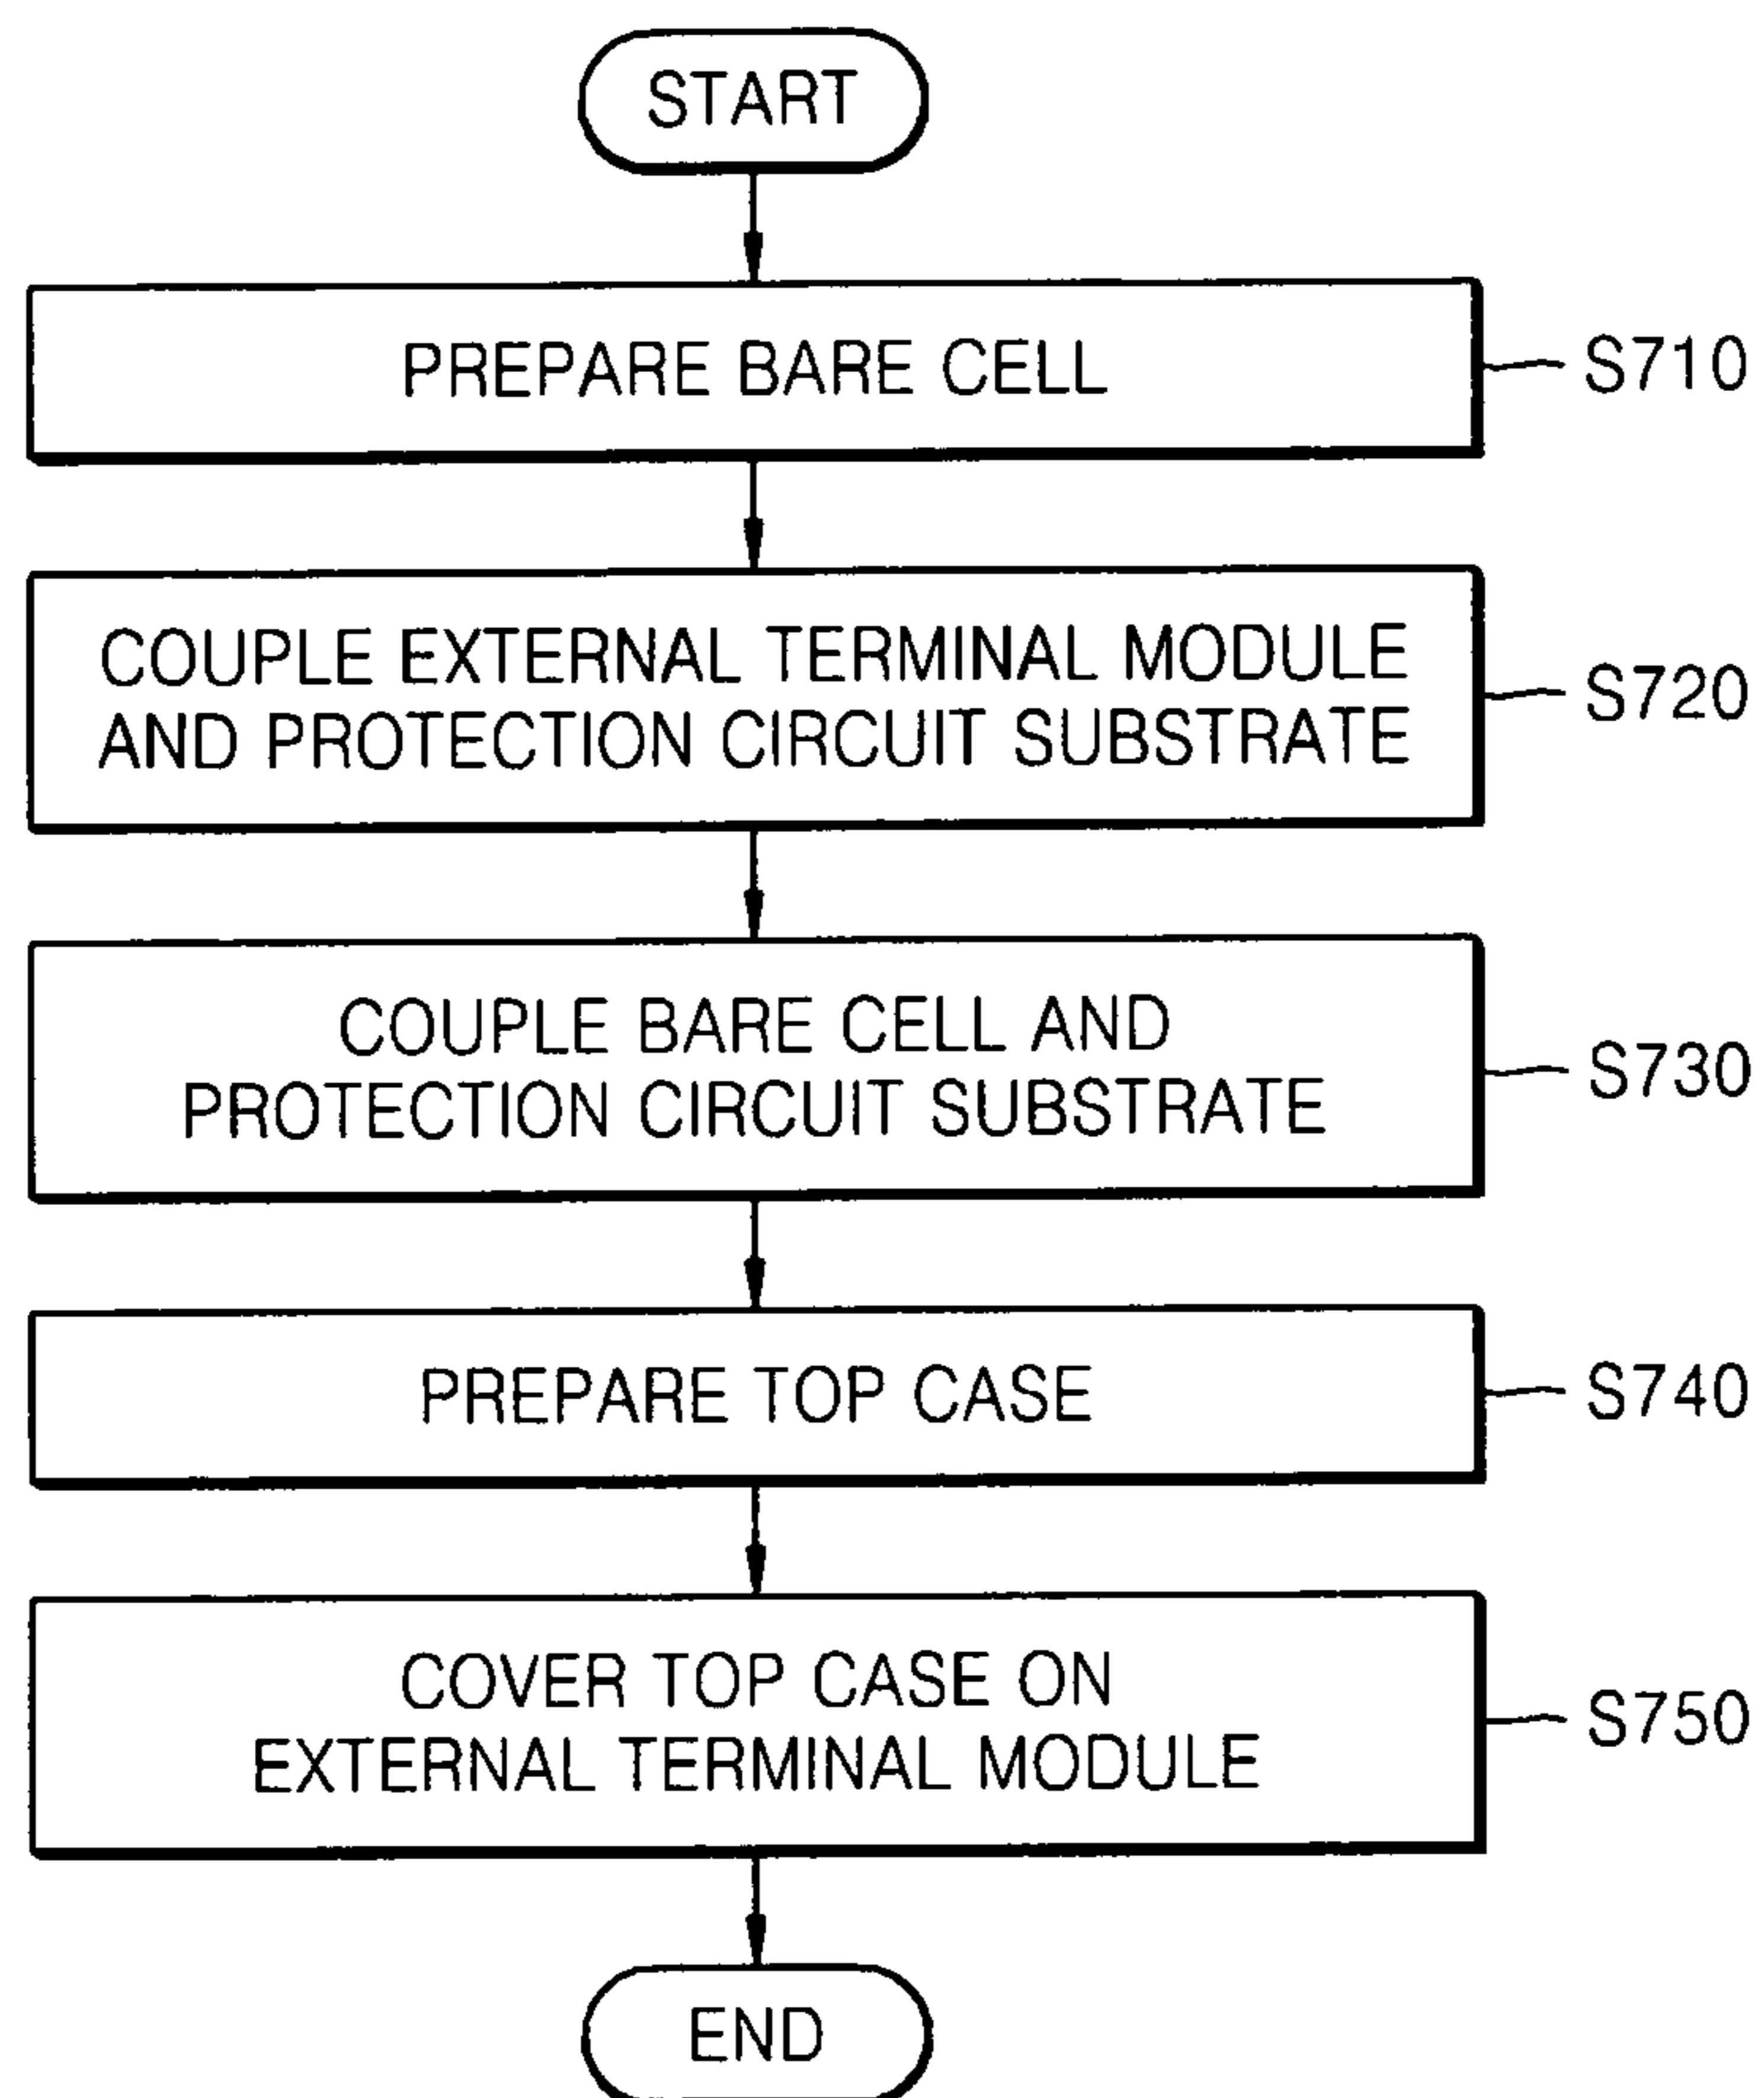 START
PREPARE BARE CELL
S710
COUPLE EXTERNAL TERMINAL MODULE
AND PROTECTION CIRCUIT SUBSTRATE
S720
COUPLE BARE CELL AND
PROTECTION CIRCUIT SUBSTRATE
S730
PREPARE TOP CASE
S740
COVER TOP CASE ON
EXTERNAL TERMINAL MODULE
S750
END